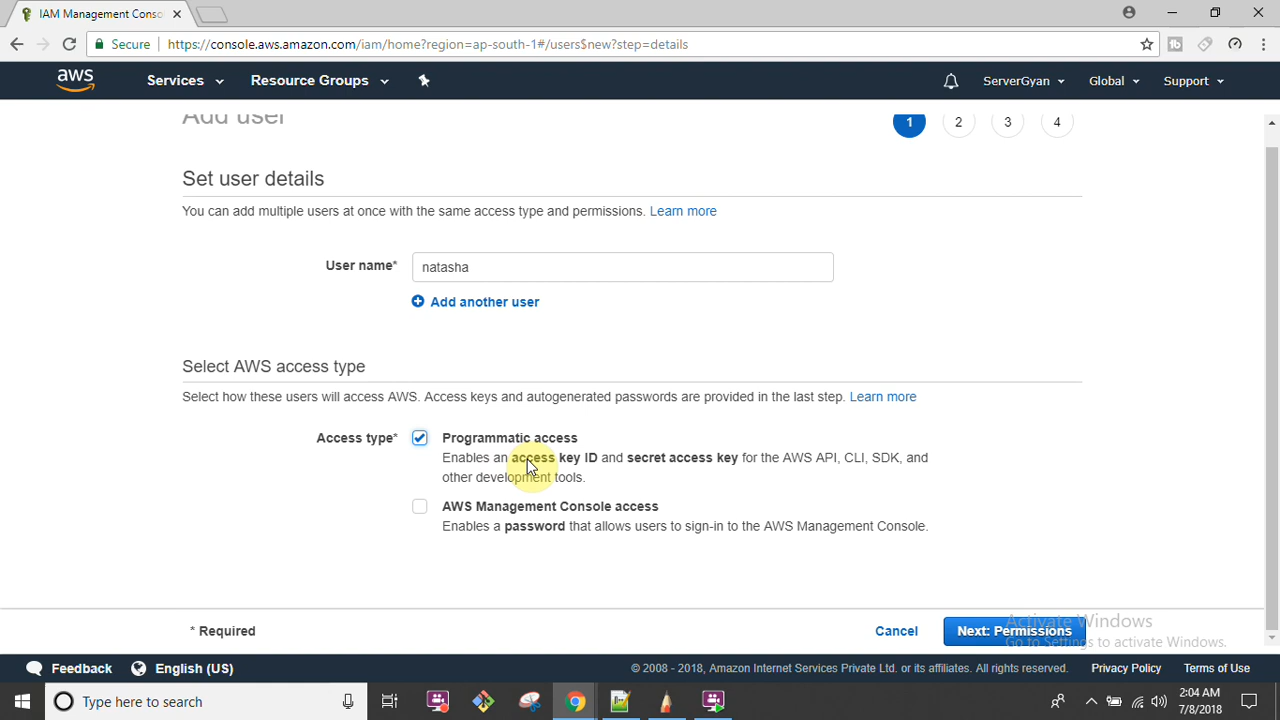 IAM Management Conso
Secure
https://console.aws.amazon.com/iam/home?region=ap-south-1#/users$new?step=details
aws
Services
Resource Groups
ServerGyan
Global
Support
Add user
1
2
3
4
Set user details
You can add multiple users at once with the same access type and permissions. Learn more
User name*
natasha
Add another user
Select AWS access type
Select how these users will access AWS. Access keys and autogenerated passwords are provided in the last step. Learn more
Access type*
Programmatic access
Enables an access key ID and secret access key for the AWS API, CLI, SDK, and
other development tools.
AWS Management Console access
Enables a password that allows users to sign-in to the AWS Management Console.
* Required
Cancel
Next: Permissions
Activate Windows
Go to Settings to activate Windows.
Feedback
English (US)
© 2008 - 2018, Amazon Internet Services Private Ltd. or its affiliates. All rights reserved.
Privacy Policy
Terms of Use
Type here to search
2:04 AM
7/8/2018